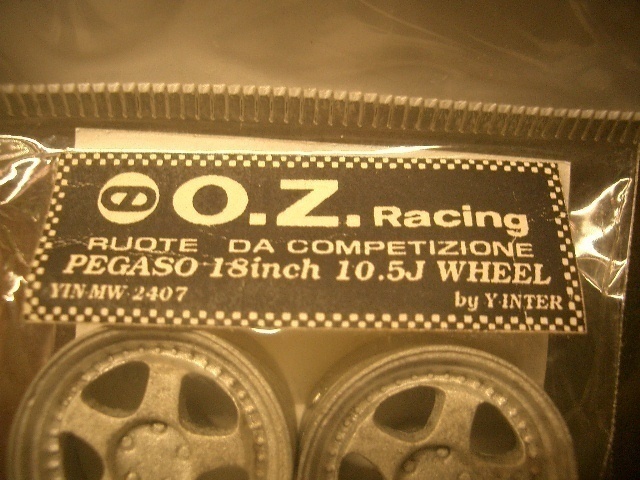 O.Z. Racing
RUOTE DA COMPETIZIONE
PEGASO 18inch 10.5J WHEEL
YIN-MW-2407 by Y-INTER